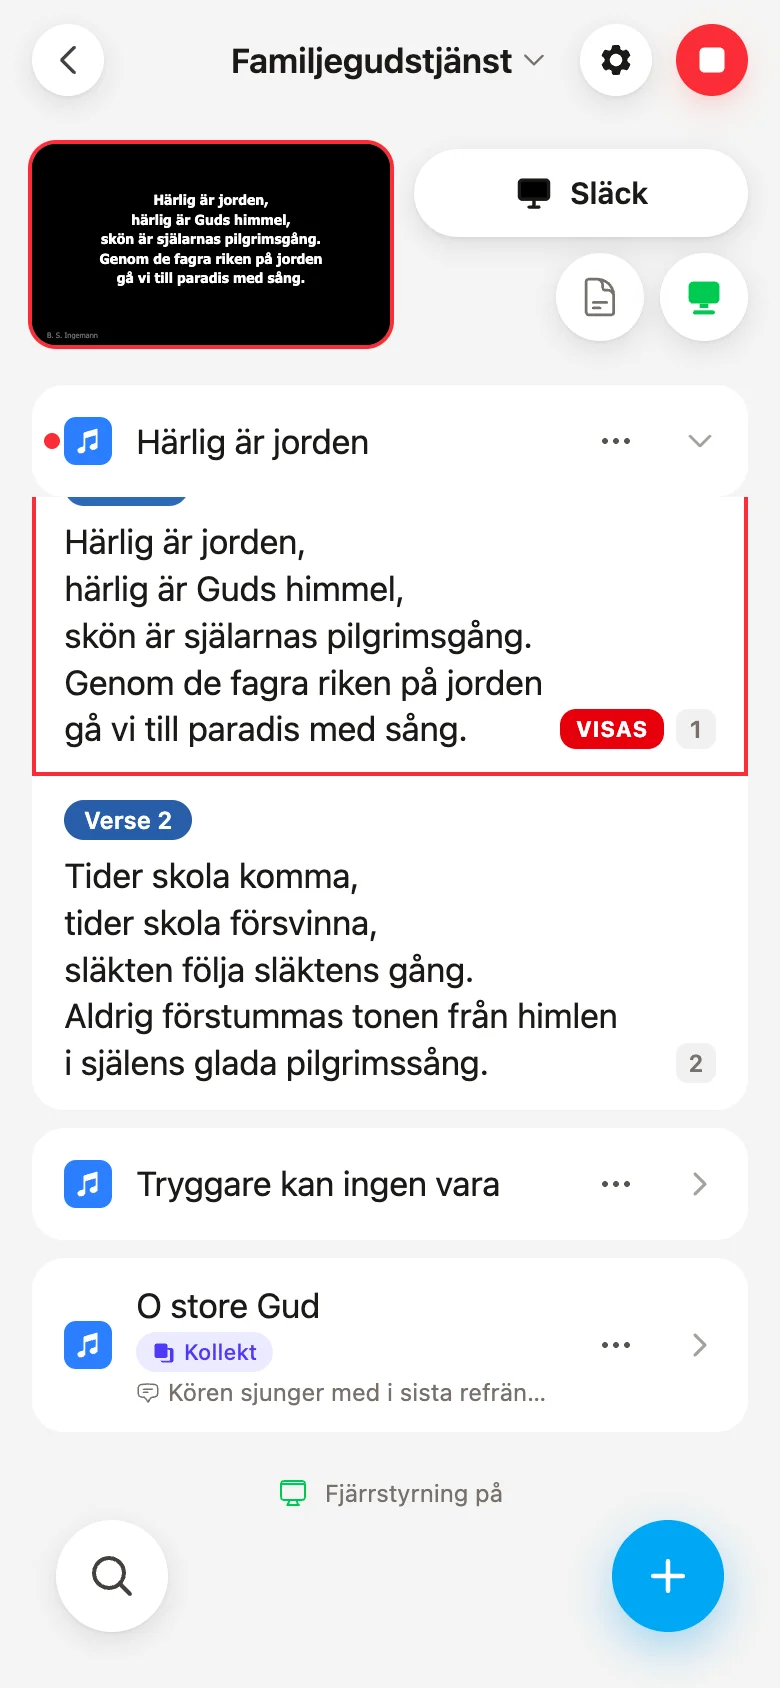 Familjegudstjänst
Härlig är jorden,
härlig är Guds himmel,
skön är själarnas pilgrimsgång.
Genom de fagra riken på jorden
gå vi till paradis med sång.
B. S. Ingemann
Släck
Härlig är jorden
Härlig är jorden,
härlig är Guds himmel,
skön är själarnas pilgrimsgång.
Genom de fagra riken på jorden
gå vi till paradis med sång.
VISAS 1
Verse 2
Tider skola komma,
tider skola försvinna,
släkten följa släktens gång.
Aldrig förstummas tonen från himlen
i själens glada pilgrimssång.
2
Tryggare kan ingen vara
O store Gud
Kollekt
Kören sjunger med i sista refrän...
Fjärrstyrning på